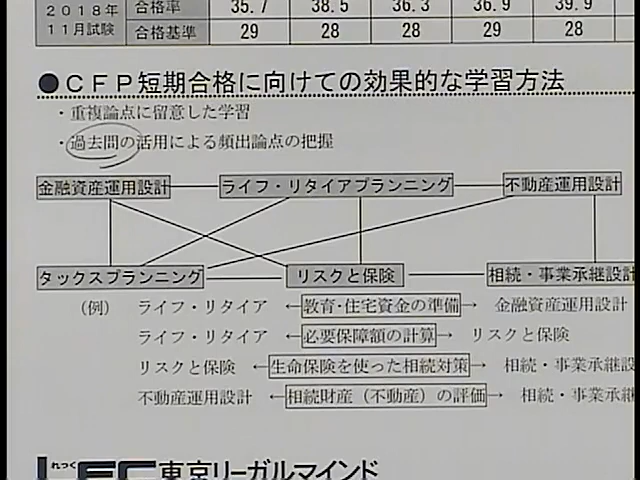 合格率 35.7 38.5 36.3 36.9 39.9
2018年
11月試験 合格基準 29 28 28 29 28
●CFP短期合格に向けての効果的な学習方法
・重複論点に留意した学習
・過去問の活用による頻出論点の把握
金融資産運用設計 ライフ・リタイアプランニング 不動産運用設計
タックスプランニング リスクと保険 相続・事業承継設計
（例） ライフ・リタイア ←教育・住宅資金の準備→ 金融資産運用設計
ライフ・リタイア ←必要保障額の計算→ リスクと保険
リスクと保険 ←生命保険を使った相続対策→ 相続・事業承継設
不動産運用設計 ←相続財産（不動産）の評価→ 相続・事業承継
れっく
LEC東京リーガルマインド